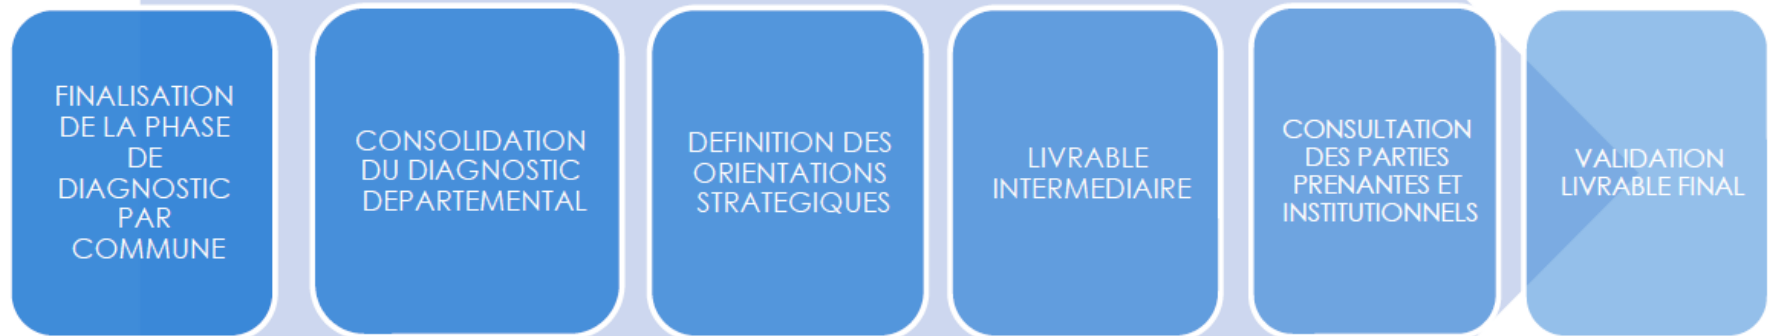 FINALISATION
DE LA PHASE
DE
DIAGNOSTIC
PAR
COMMUNE
CONSOLIDATION
DU DIAGNOSTIC
DEPARTEMENTAL
DEFINITION DES
ORIENTATIONS
STRATEGIQUES
LIVRABLE
INTERMEDIAIRE
CONSULTATION
DES PARTIES
PRENANTES ET
INSTITUTIONNELS
VALIDATION
LIVRABLE FINAL